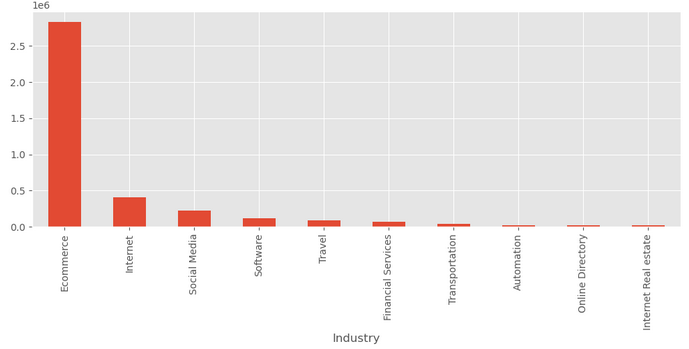 1e6
2.5
2.0
1.5
1.0
0.5
0.0
Ecommerce
Internet
Social Media
Software
Travel
Financial Services
Transportation
Automation
Online Directory
Internet Real estate
Industry